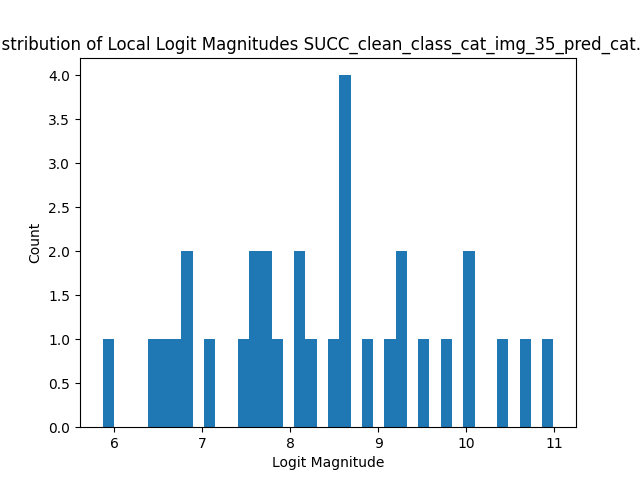 stribution of Local Logit Magnitudes SUCC_clean_class_cat_img_35_pred_cat.
4.0
3.5
3.0
2.5
2.0
1.5
1.0
0.5
0.0
Count
6 7 8 9 10 11
Logit Magnitude